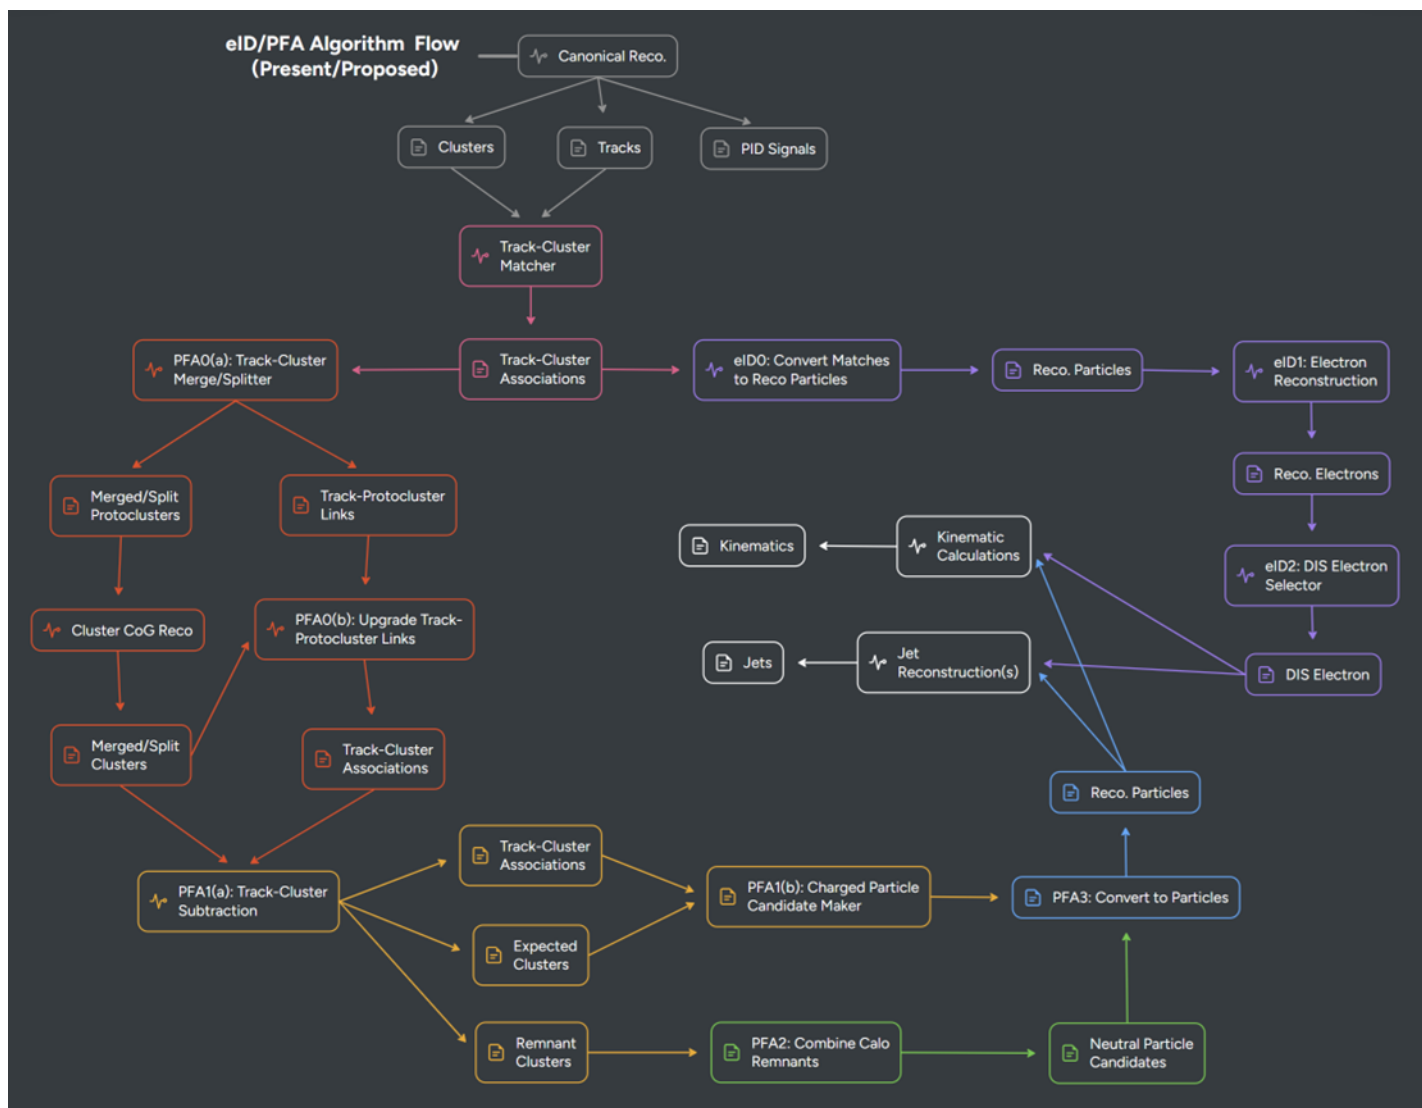 eID/PFA Algorithm Flow
(Present/Proposed)
Canonical Reco.
Clusters
Tracks
PID Signals
Track-Cluster
Matcher
PFA0(a): Track-Cluster
Merge/Splitter
Track-Cluster
Associations
eID0: Convert Matches
to Reco Particles
Reco. Particles
eID1: Electron
Reconstruction
Merged/Split
Protoclusters
Track-Protocluster
Links
Reco. Electrons
Kinematics
Kinematic
Calculations
eID2: DIS Electron
Selector
Cluster CoG Reco
PFA0(b): Upgrade Track-
Protocluster Links
Jets
Jet
Reconstruction(s)
DIS Electron
Merged/Split
Clusters
Track-Cluster
Associations
Reco. Particles
Track-Cluster
Associations
PFA1(a): Track-Cluster
Subtraction
PFA1(b): Charged Particle
Candidate Maker
PFA3: Convert to Particles
Expected
Clusters
Remnant
Clusters
PFA2: Combine Calo
Remnants
Neutral Particle
Candidates